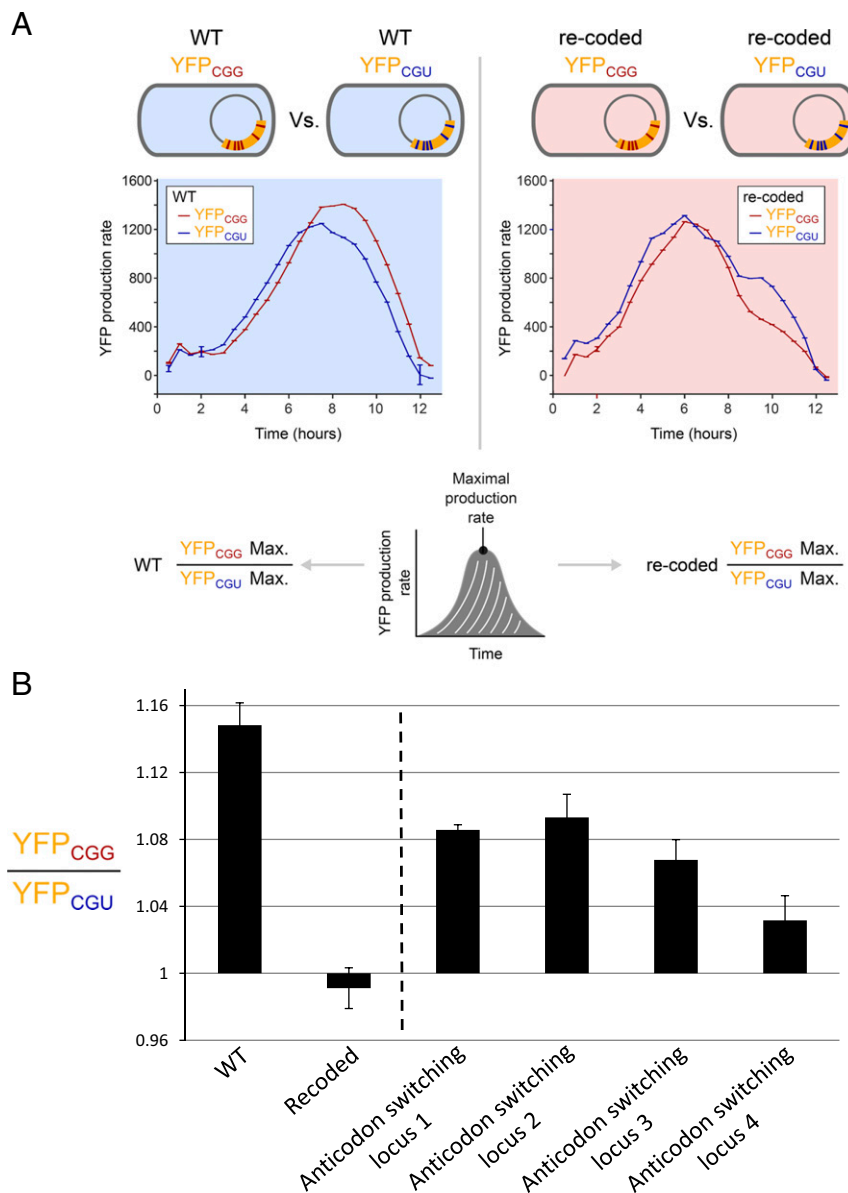 A
WT
YFPCGG
Vs.
WT
YFPCGU
re-coded
YFPCGG
Vs.
re-coded
YFPCGU
YFP production rate
1600
1200
800
400
0
WT
YFPCGG
YFPCGU
0 2 4 6 8 10 12
Time (hours)
YFP production rate
1600
1200
800
400
0
re-coded
YFPCGG
YFPCGU
0 2 4 6 8 10 12
Time (hours)
WT
YFPCGG Max.
YFPCGU Max.
Maximal
production
rate
YFP production
rate
Time
re-coded
YFPCGG Max.
YFPCGU Max.
B
YFPCGG
YFPCGU
1.16
1.12
1.08
1.04
1
0.96
WT
Recoded
Anticodon switching
locus 1
Anticodon switching
locus 2
Anticodon switching
locus 3
Anticodon switching
locus 4